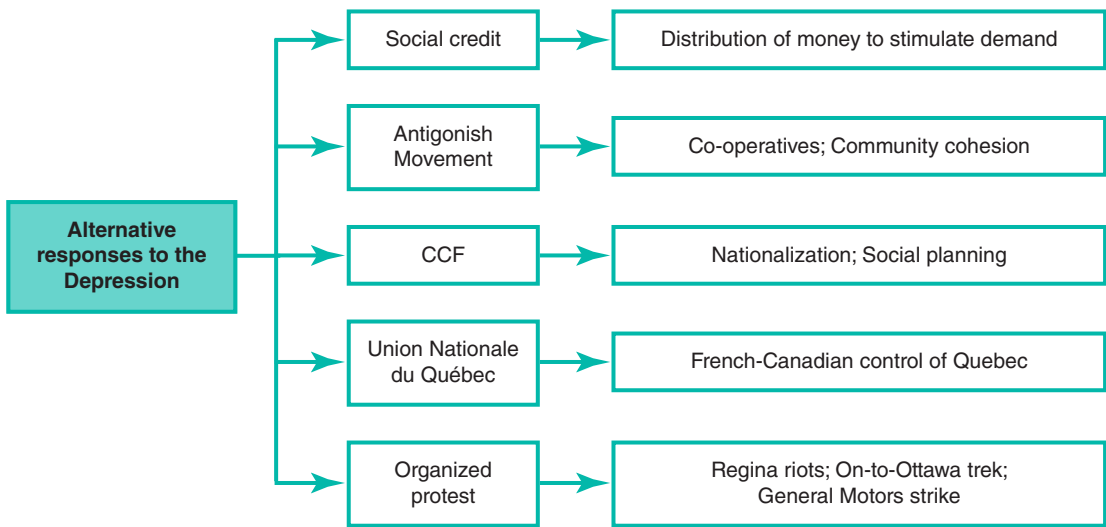 Alternative
responses to the
Depression
Social credit
Distribution of money to stimulate demand
Antigonish
Movement
Co-operatives; Community cohesion
CCF
Nationalization; Social planning
Union Nationale
du Québec
French-Canadian control of Quebec
Organized
protest
Regina riots; On-to-Ottawa trek;
General Motors strike